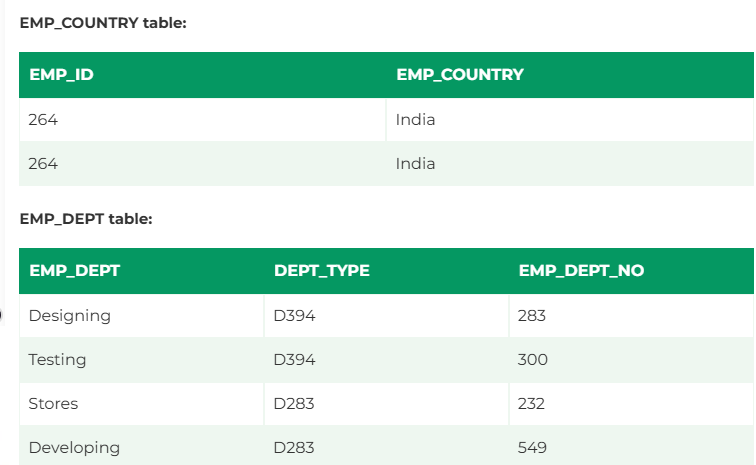 EMP_COUNTRY table:
EMP_ID EMP_COUNTRY
264 India
264 India
EMP_DEPT table:
EMP_DEPT DEPT_TYPE EMP_DEPT_NO
Designing D394 283
Testing D394 300
Stores D283 232
Developing D283 549